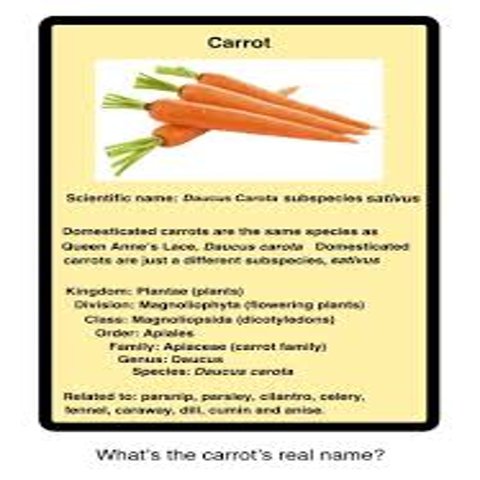 Carrot
Scientific name: Daucus Carota subspecies sativus
Domesticated carrots are the same species as
Queen Anne's Lace, Daucus carota Domesticated
carrots are just a different subspecies, sativus
Kingdom: Plantae (plants)
Division: Magnoliophyta (flowering plants)
Class: Magnoliopsida (dicotyledons)
Order: Apiales
Family: Apiaceae (carrot family)
Genus: Daucus
Species: Daucus carota
Related to: parsnip, parsley, cilantro, celery,
fennel, caraway, dill, cumin and anise.
What's the carrot's real name?